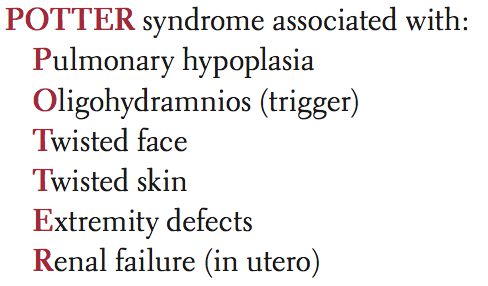 POTTER syndrome associated with:
Pulmonary hypoplasia
Oligohydramnios (trigger)
Twisted face
Twisted skin
Extremity defects
Renal failure (in utero)